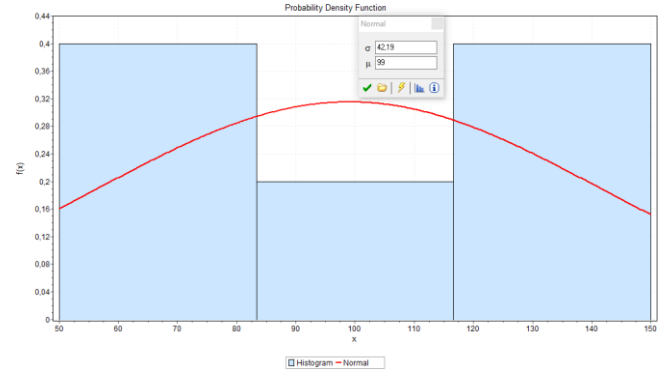 Probability Density Function
Normal
σ 42,19
μ 99
0,44
0,4
0,36
0,32
0,28
0,24
0,2
0,16
0,12
0,08
0,04
0
f(x)
50 60 70 80 90 100 110 120 130 140 150
x
Histogram Normal